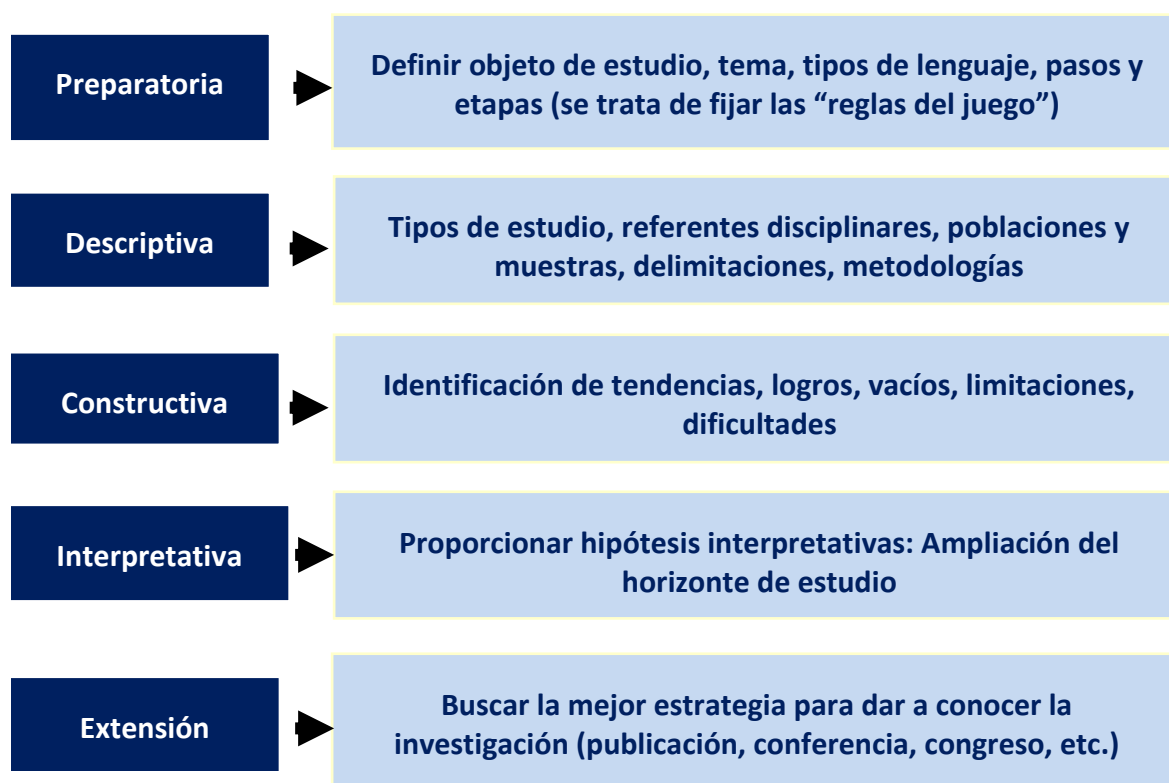 Preparatoria
Definir objeto de estudio, tema, tipos de lenguaje, pasos y
etapas (se trata de fijar las “reglas del juego”)
Descriptiva
Tipos de estudio, referentes disciplinares, poblaciones y
muestras, delimitaciones, metodologías
Constructiva
Identificación de tendencias, logros, vacíos, limitaciones,
dificultades
Interpretativa
Proporcionar hipótesis interpretativas: Ampliación del
horizonte de estudio
Extensión
Buscar la mejor estrategia para dar a conocer la
investigación (publicación, conferencia, congreso, etc.)